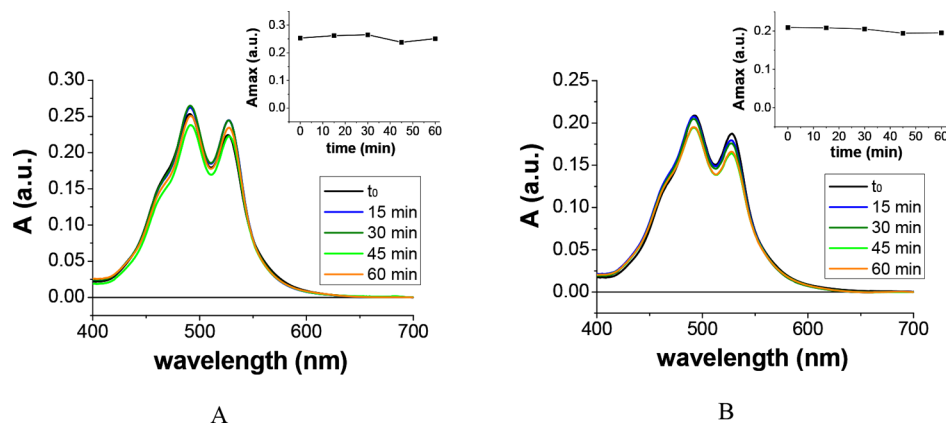 Amax (a.u.)
0.3
0.2
0.1
0.0
0 10 20 30 40 50 60
time (min)
A (a.u.)
0.30
0.25
0.20
0.15
0.10
0.05
0.00
t₀
15 min
30 min
45 min
60 min
400 500 600 700
wavelength (nm)
A
Amax (a.u.)
0.2
0.1
0.0
0 10 20 30 40 50 60
time (min)
A (a.u.)
0.25
0.20
0.15
0.10
0.05
0.00
t₀
15 min
30 min
45 min
60 min
400 500 600 700
wavelength (nm)
B